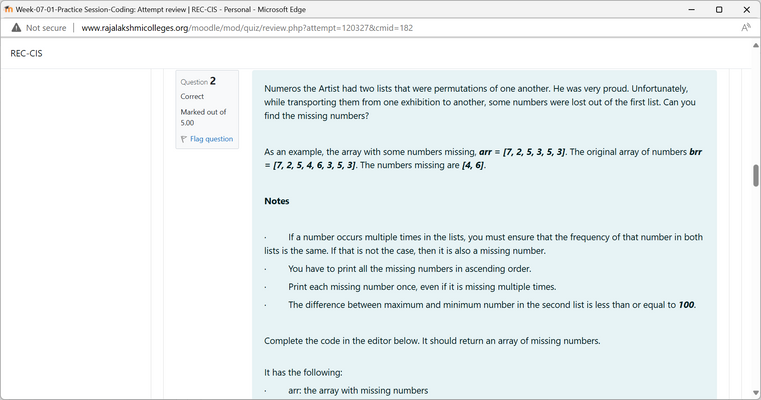 Week-07-01-Practice Session-Coding: Attempt review | REC-CIS - Personal - Microsoft Edge
Not secure | www.rajalakshmicolleges.org/moodle/mod/quiz/review.php?attempt=120327&cmid=182
REC-CIS
Question 2
Correct
Marked out of
5.00
Flag question
Numeros the Artist had two lists that were permutations of one another. He was very proud. Unfortunately,
while transporting them from one exhibition to another, some numbers were lost out of the first list. Can you
find the missing numbers?
As an example, the array with some numbers missing, arr = [7, 2, 5, 3, 5, 3]. The original array of numbers brr
= [7, 2, 5, 4, 6, 3, 5, 3]. The numbers missing are [4, 6].
Notes
· If a number occurs multiple times in the lists, you must ensure that the frequency of that number in both
lists is the same. If that is not the case, then it is also a missing number.
· You have to print all the missing numbers in ascending order.
· Print each missing number once, even if it is missing multiple times.
· The difference between maximum and minimum number in the second list is less than or equal to 100.
Complete the code in the editor below. It should return an array of missing numbers.
It has the following:
· arr: the array with missing numbers